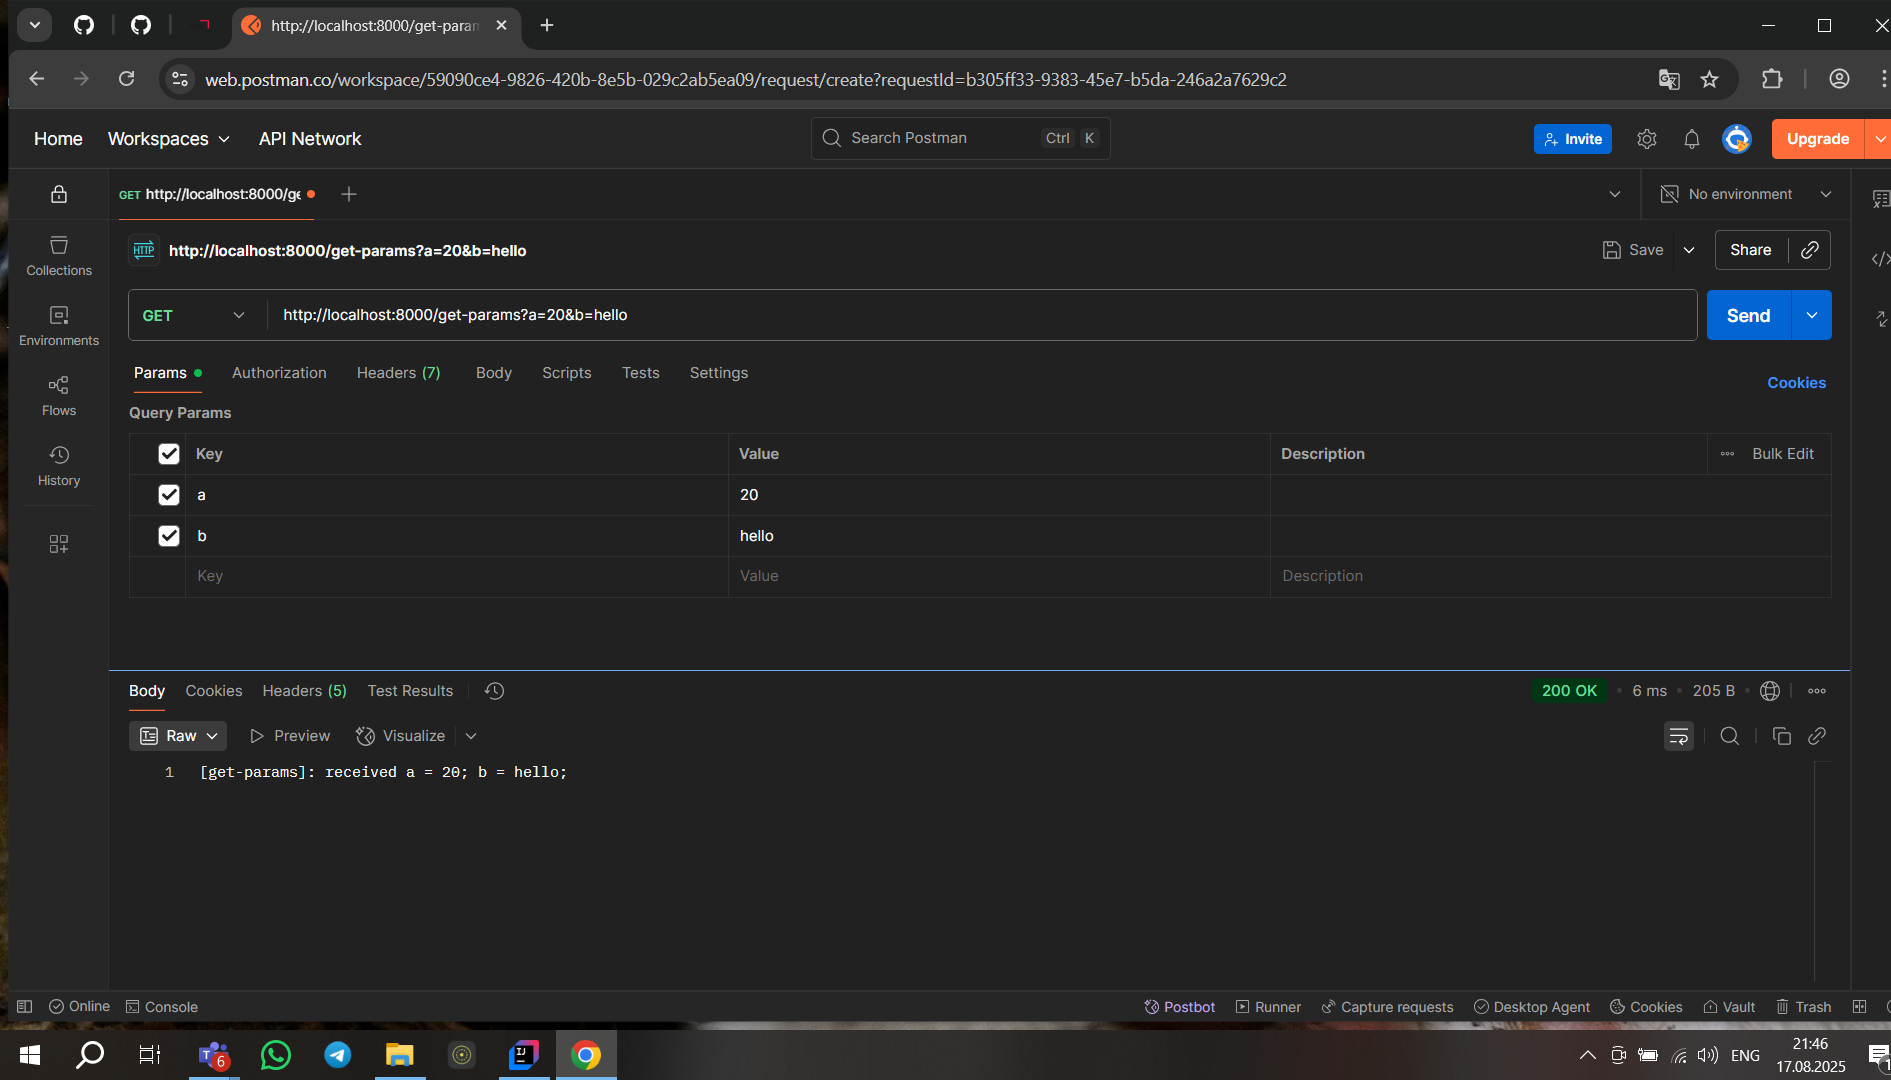 http://localhost:8000/get-param
web.postman.co/workspace/59090ce4-9826-420b-8e5b-029c2ab5ea09/request/create?requestId=b305ff33-9383-45e7-b5da-246a2a7629c2
Home Workspaces API Network Search Postman Ctrl K Invite Upgrade
GET http://localhost:8000/ge No environment
HTTP http://localhost:8000/get-params?a=20&b=hello Save Share
GET http://localhost:8000/get-params?a=20&b=hello Send
Collections
Environments
Flows
History
Params Authorization Headers (7) Body Scripts Tests Settings Cookies
Query Params
Key Value Description Bulk Edit
a 20
b hello
Key Value Description
Body Cookies Headers (5) Test Results 200 OK • 6 ms • 205 B
Raw Preview Visualize
1 [get-params]: received a = 20; b = hello;
Online Console Postbot Runner Capture requests Desktop Agent Cookies Vault Trash
6 ENG 21:46
17.08.2025